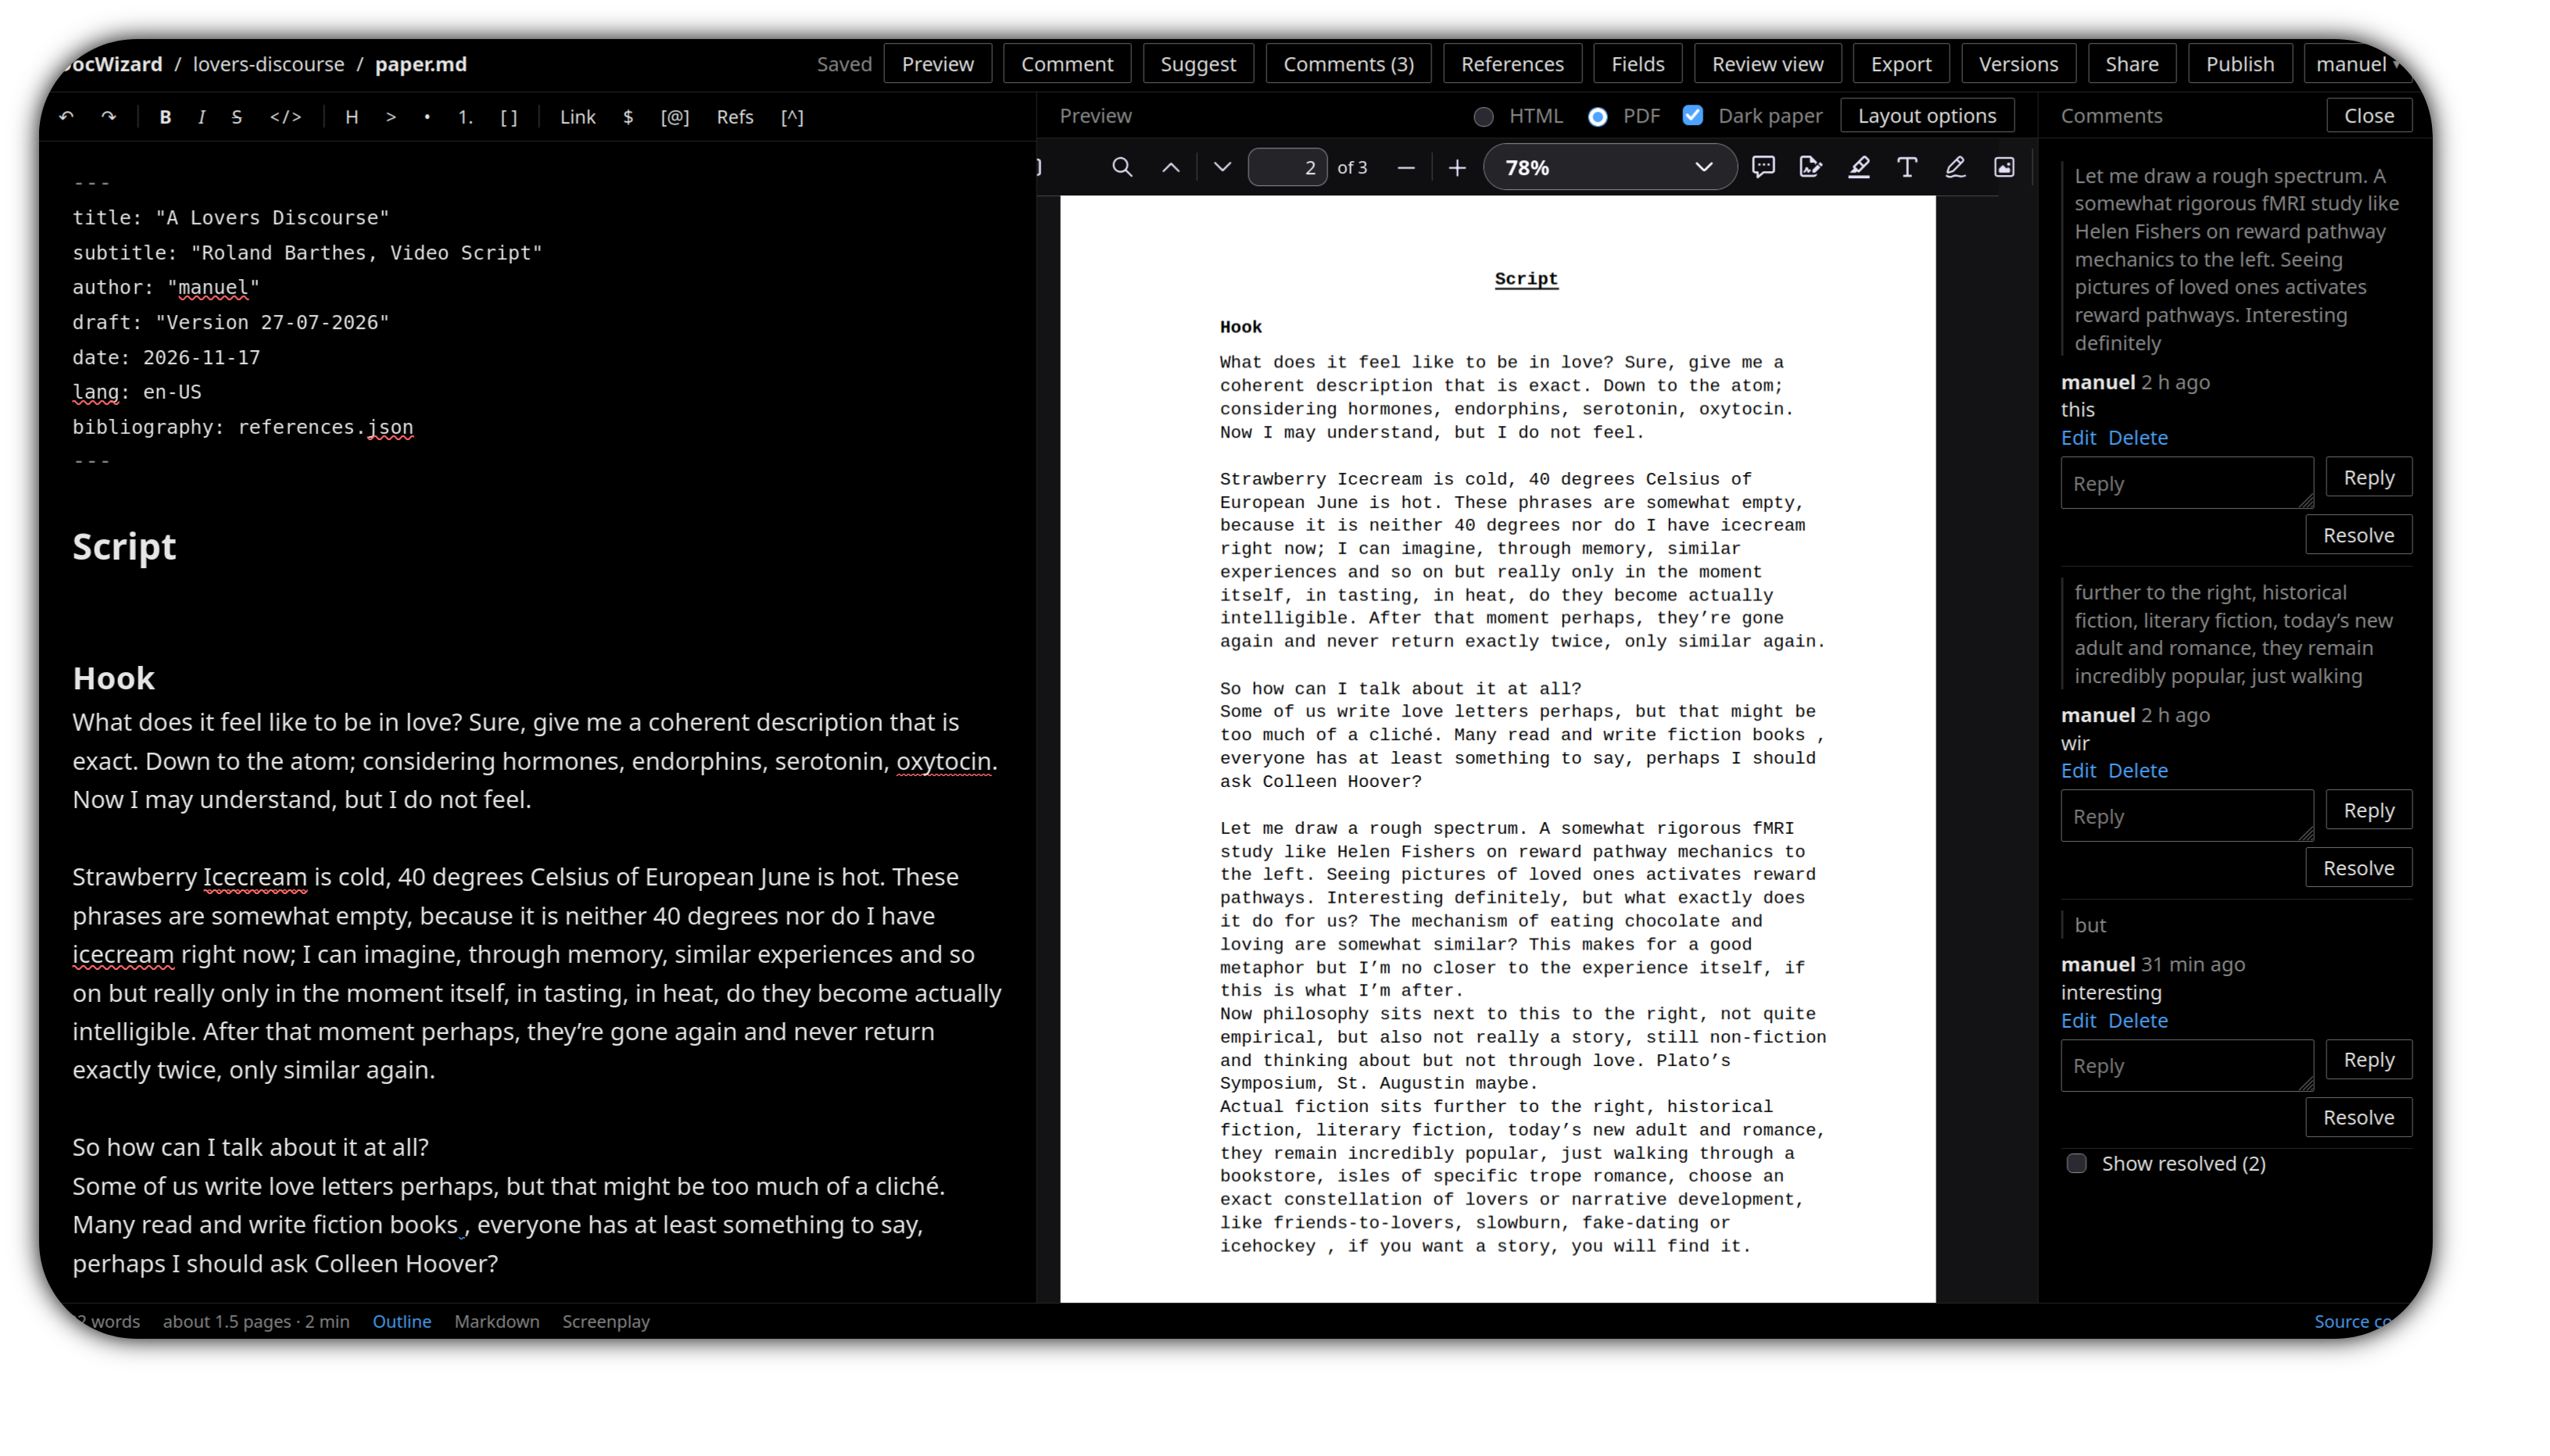 ocWizard / lovers-discourse / paper.md
Saved Preview Comment Suggest Comments (3) References Fields Review view Export Versions Share Publish manuel
B I S </> H > • 1. [ ] Link $ [@] Refs [^]
---
title: "A Lovers Discourse"
subtitle: "Roland Barthes, Video Script"
author: "manuel"
draft: "Version 27-07-2026"
date: 2026-11-17
lang: en-US
bibliography: references.json
---
Script
Hook
What does it feel like to be in love? Sure, give me a coherent description that is
exact. Down to the atom; considering hormones, endorphins, serotonin, oxytocin.
Now I may understand, but I do not feel.
Strawberry Icecream is cold, 40 degrees Celsius of European June is hot. These
phrases are somewhat empty, because it is neither 40 degrees nor do I have
icecream right now; I can imagine, through memory, similar experiences and so
on but really only in the moment itself, in tasting, in heat, do they become actually
intelligible. After that moment perhaps, they’re gone again and never return
exactly twice, only similar again.
So how can I talk about it at all?
Some of us write love letters perhaps, but that might be too much of a cliché.
Many read and write fiction books , everyone has at least something to say,
perhaps I should ask Colleen Hoover?
Preview HTML PDF Dark paper Layout options
2 of 3 78%
Script
Hook
What does it feel like to be in love? Sure, give me a
coherent description that is exact. Down to the atom;
considering hormones, endorphins, serotonin, oxytocin.
Now I may understand, but I do not feel.
Strawberry Icecream is cold, 40 degrees Celsius of
European June is hot. These phrases are somewhat empty,
because it is neither 40 degrees nor do I have icecream
right now; I can imagine, through memory, similar
experiences and so on but really only in the moment
itself, in tasting, in heat, do they become actually
intelligible. After that moment perhaps, they’re gone
again and never return exactly twice, only similar again.
So how can I talk about it at all?
Some of us write love letters perhaps, but that might be
too much of a cliché. Many read and write fiction books ,
everyone has at least something to say, perhaps I should
ask Colleen Hoover?
Let me draw a rough spectrum. A somewhat rigorous fMRI
study like Helen Fishers on reward pathway mechanics to
the left. Seeing pictures of loved ones activates reward
pathways. Interesting definitely, but what exactly does
it do for us? The mechanism of eating chocolate and
loving are somewhat similar? This makes for a good
metaphor but I’m no closer to the experience itself, if
this is what I’m after.
Now philosophy sits next to this to the right, not quite
empirical, but also not really a story, still non-fiction
and thinking about but not through love. Plato’s
Symposium, St. Augustin maybe.
Actual fiction sits further to the right, historical
fiction, literary fiction, today’s new adult and romance,
they remain incredibly popular, just walking through a
bookstore, isles of specific trope romance, choose an
exact constellation of lovers or narrative development,
like friends-to-lovers, slowburn, fake-dating or
icehockey , if you want a story, you will find it.
Comments Close
Let me draw a rough spectrum. A
somewhat rigorous fMRI study like
Helen Fishers on reward pathway
mechanics to the left. Seeing
pictures of loved ones activates
reward pathways. Interesting
definitely
manuel 2 h ago
this
Edit Delete
Reply Reply
Resolve
further to the right, historical
fiction, literary fiction, today’s new
adult and romance, they remain
incredibly popular, just walking
manuel 2 h ago
wir
Edit Delete
Reply Reply
Resolve
but
manuel 31 min ago
interesting
Edit Delete
Reply Reply
Resolve
Show resolved (2)
words about 1.5 pages · 2 min Outline Markdown Screenplay
Source